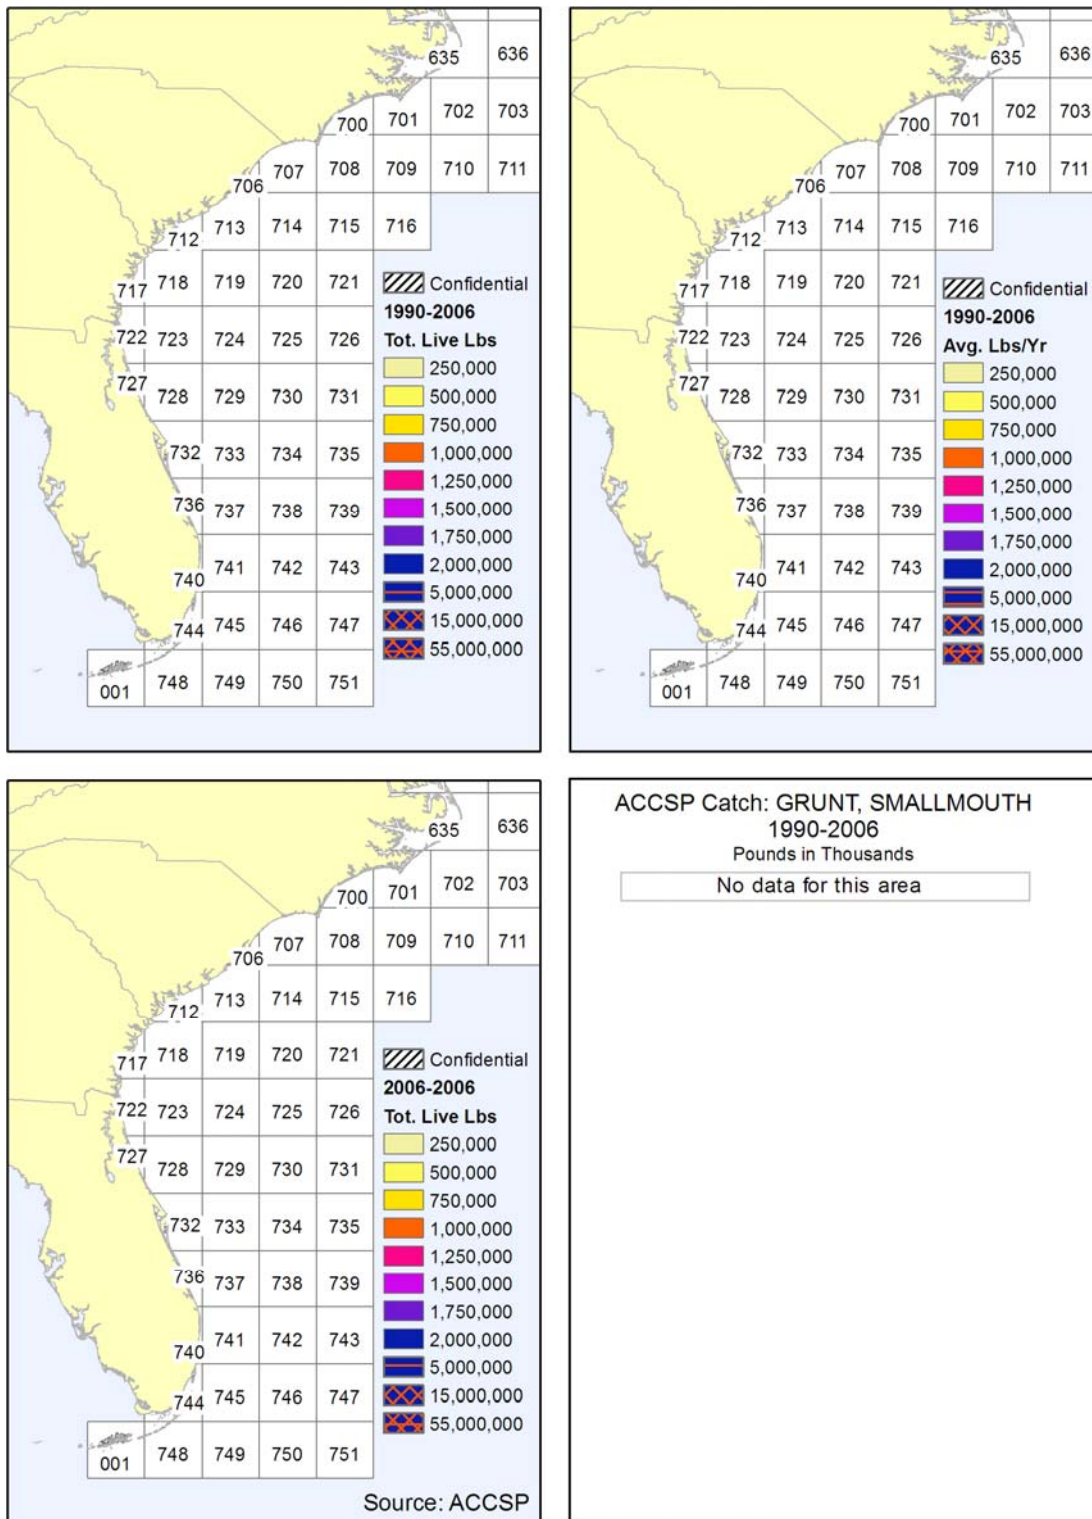 635 636
700 701 702 703
706 707 708 709 710 711
712 713 714 715 716
717 718 719 720 721
722 723 724 725 726
727 728 729 730 731
732 733 734 735
736 737 738 739
740 741 742 743
744 745 746 747
001 748 749 750 751
Confidential
1990-2006
Tot. Live Lbs
250,000
500,000
750,000
1,000,000
1,250,000
1,500,000
1,750,000
2,000,000
5,000,000
15,000,000
55,000,000
635 636
700 701 702 703
706 707 708 709 710 711
712 713 714 715 716
717 718 719 720 721
722 723 724 725 726
727 728 729 730 731
732 733 734 735
736 737 738 739
740 741 742 743
744 745 746 747
001 748 749 750 751
Confidential
1990-2006
Avg. Lbs/Yr
250,000
500,000
750,000
1,000,000
1,250,000
1,500,000
1,750,000
2,000,000
5,000,000
15,000,000
55,000,000
635 636
700 701 702 703
706 707 708 709 710 711
712 713 714 715 716
717 718 719 720 721
722 723 724 725 726
727 728 729 730 731
732 733 734 735
736 737 738 739
740 741 742 743
744 745 746 747
001 748 749 750 751
Confidential
2006-2006
Tot. Live Lbs
250,000
500,000
750,000
1,000,000
1,250,000
1,500,000
1,750,000
2,000,000
5,000,000
15,000,000
55,000,000
Source: ACCSP
ACCSP Catch: GRUNT, SMALLMOUTH
1990-2006
Pounds in Thousands
No data for this area